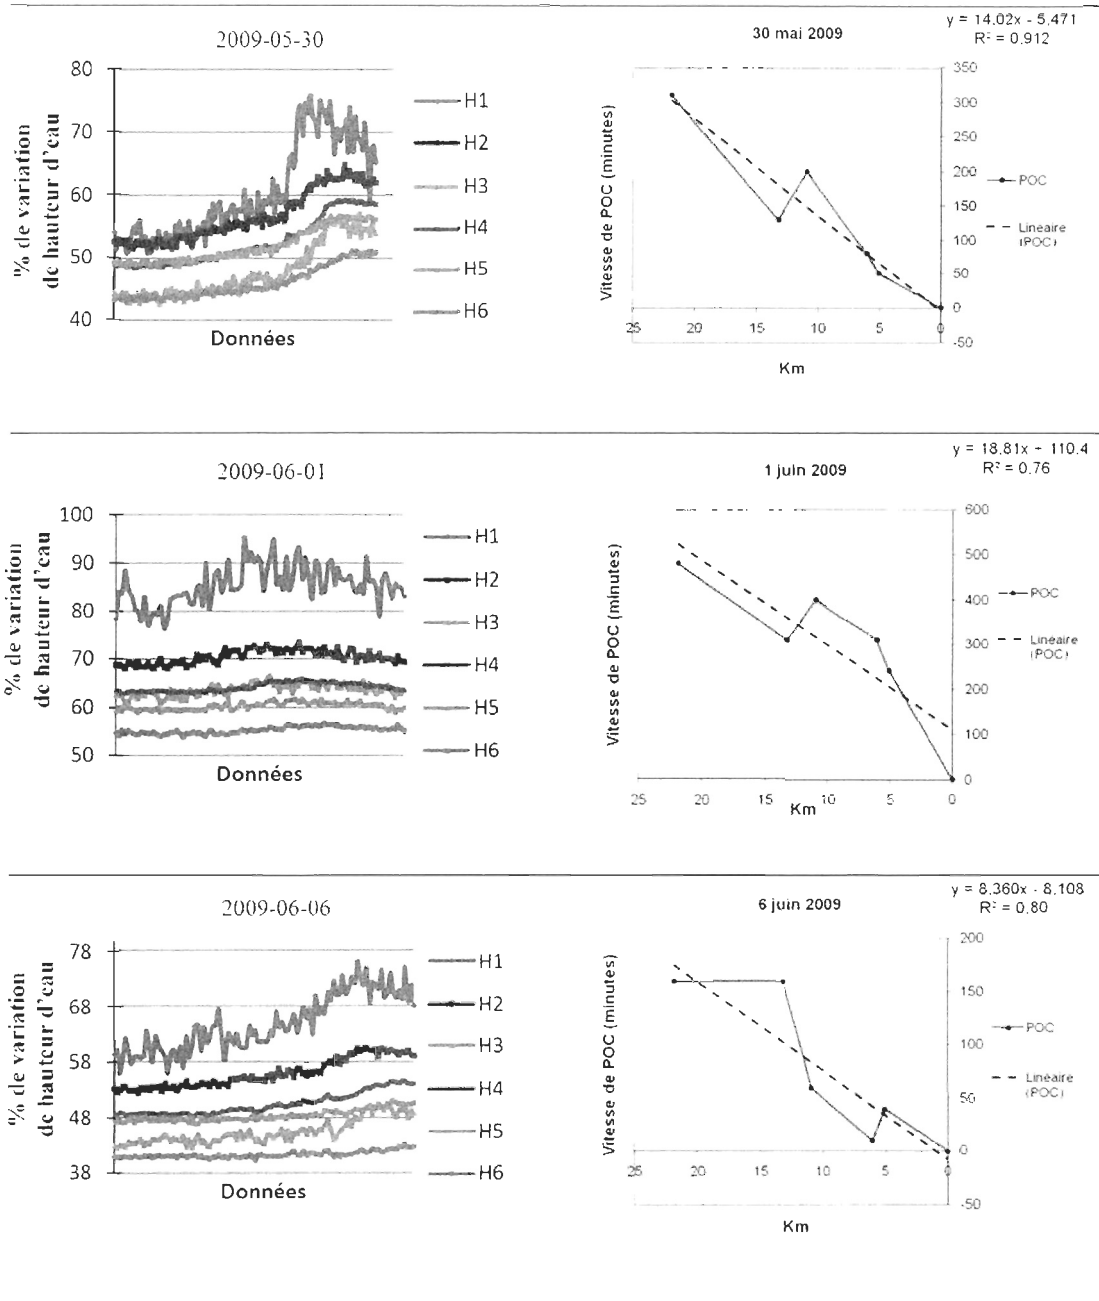 2009-05-30
% de variation
de hauteur d'eau
80
70
60
50
40
Données
H1
H2
H3
H4
H5
H6
30 mai 2009
y = 14,02x - 5,471
R² = 0,912
Vitesse de POC (minutes)
350
300
250
200
150
100
50
0
-50
25 20 15 10 5 0
Km
POC
Linéaire
(POC)
2009-06-01
% de variation
de hauteur d'eau
100
90
80
70
60
50
Données
H1
H2
H3
H4
H5
H6
1 juin 2009
y = 18,81x + 110,4
R² = 0,76
Vitesse de POC (minutes)
600
500
400
300
200
100
0
25 20 15 10 5 0
Km
POC
Linéaire
(POC)
2009-06-06
% de variation
de hauteur d'eau
78
68
58
48
38
Données
H1
H2
H3
H4
H5
H6
6 juin 2009
y = 8,360x - 8,108
R² = 0,80
Vitesse de POC (minutes)
200
150
100
50
0
-50
25 20 15 10 5 0
Km
POC
Linéaire
(POC)